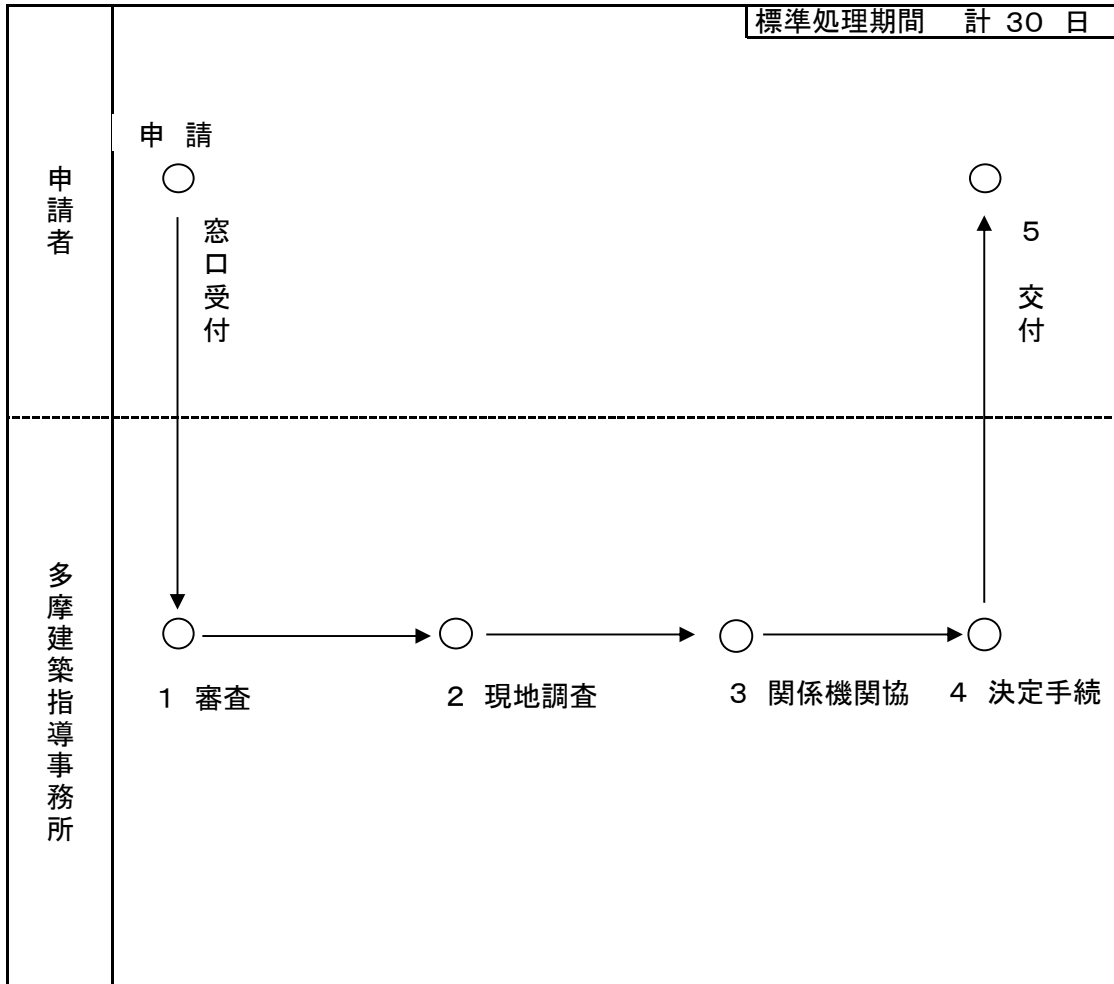 標準処理期間 計 30 日
申請者
申 請
窓口受付
5 交付
多摩建築指導事務所
1 審査
2 現地調査
3 関係機関協
4 決定手続